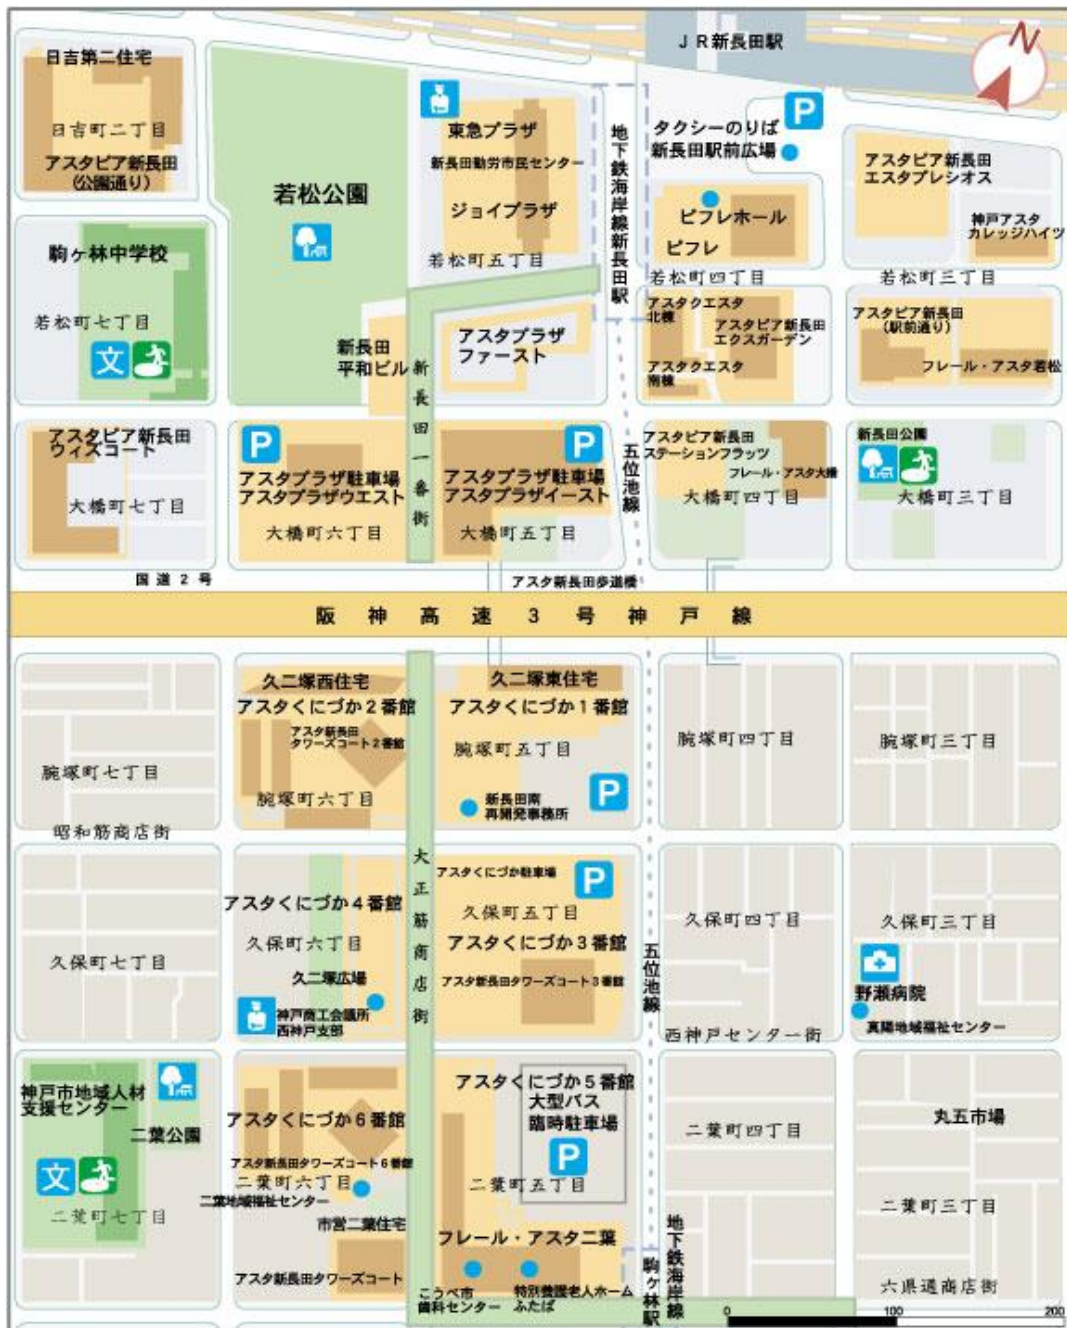 N
JR新長田駅
日吉第二住宅
日吉町二丁目
アスタピア新長田
(公園通り)
若松公園
東急プラザ
新長田勤労市民センター
ジョイプラザ
若松町五丁目
地下鉄海岸線新長田駅
P
タクシーのりば
新長田駅前広場
ピフレホール
ピフレ
若松町四丁目
アスタピア新長田
エスタプレシオス
神戸アスタ
カレッジハイツ
若松町三丁目
駒ヶ林中学校
若松町七丁目
文
新長田
平和ビル
新長田一番街
アスタプラザ
ファースト
アスタクエスタ
北棟
アスタピア新長田
エクスガーデン
アスタクエスタ
南棟
アスタピア新長田
(駅前通り)
フレール・アスタ若松
アスタピア新長田
ウィズコート
大橋町七丁目
P
アスタプラザ駐車場
アスタプラザウエスト
大橋町六丁目
P
アスタプラザ駐車場
アスタプラザイースト
大橋町五丁目
五位池線
アスタピア新長田
ステーションフラッツ
フレール・アスタ大橋
大橋町四丁目
新長田公園
大橋町三丁目
国道2号
アスタ新長田歩道橋
阪神高速3号神戸線
腕塚町七丁目
昭和筋商店街
久二塚西住宅
アスタくにづか2番館
アスタ新長田
タワーズコート2番館
腕塚町六丁目
久二塚東住宅
アスタくにづか1番館
腕塚町五丁目
新長田南
再開発事務所
P
腕塚町四丁目
腕塚町三丁目
大正筋商店街
久保町七丁目
アスタくにづか4番館
久保町六丁目
久二塚広場
神戸商工会議所
西神戸支部
アスタくにづか駐車場
P
久保町五丁目
アスタくにづか3番館
アスタ新長田タワーズコート3番館
五位池線
久保町四丁目
西神戸センター街
久保町三丁目
野瀬病院
真陽地域福祉センター
神戸市地域人材
支援センター
二葉公園
文
二葉町七丁目
アスタくにづか6番館
アスタ新長田タワーズコート6番館
二葉町六丁目
二葉地域福祉センター
市営二葉住宅
アスタ新長田タワーズコート
アスタくにづか5番館
大型バス
臨時駐車場
P
二葉町五丁目
フレール・アスタ二葉
こうべ市
歯科センター
特別養護老人ホーム
ふたば
地下鉄海岸線
駒ヶ林駅
二葉町四丁目
丸五市場
二葉町三丁目
六県通商店街
0 100 200